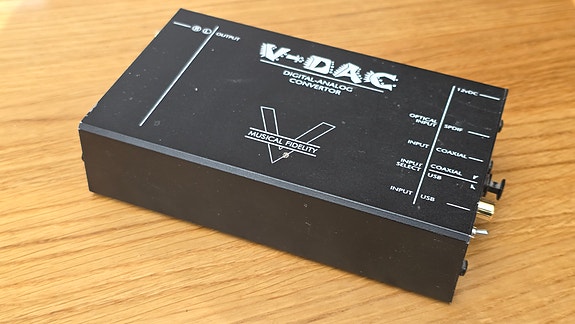 R L OUTPUT
V-DAC
DIGITAL-ANALOG
CONVERTOR
MUSICAL FIDELITY
12vDC
OPTICAL
INPUT SPDIF
INPUT COAXIAL
INPUT COAXIAL
SELECT USB
INPUT USB